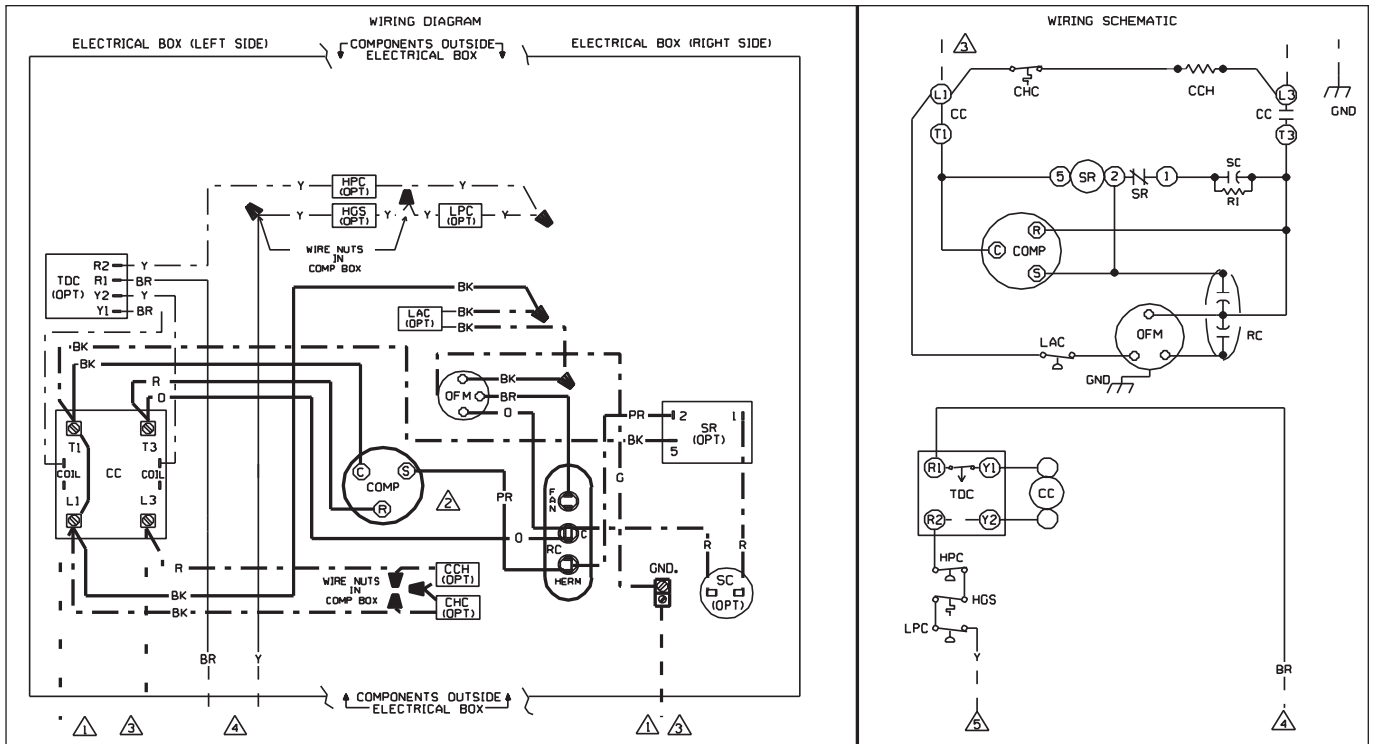 WIRING DIAGRAM
ELECTRICAL BOX (LEFT SIDE)
COMPONENTS OUTSIDE
ELECTRICAL BOX
ELECTRICAL BOX (RIGHT SIDE)
Y
HPC
(OPT)
Y
Y
HGS
(OPT)
Y
Y
LPC
(OPT)
Y
WIRE NUTS
IN
COMP BOX
TDC
(OPT)
R2
Y
R1
BR
Y2
Y
Y1
BR
BK
LAC
(OPT)
BK
BK
BK
BK
R
O
OFM
BK
BR
O
PR
BK
2
1
SR
(OPT)
5
T1
T3
COIL
CC
COIL
L1
L3
C
S
COMP
R
2
PR
G
FAN
C
RC
HERM
O
R
R
R
WIRE NUTS
IN
COMP BOX
CCH
(OPT)
CHC
(OPT)
BK
BK
GND.
SC
(OPT)
BR
Y
COMPONENTS OUTSIDE
ELECTRICAL BOX
1
3
4
1
3
WIRING SCHEMATIC
3
L1
CC
CHC
CCH
L3
CC
GND
T1
T3
5
SR
2
SR
1
SC
R1
R
C
COMP
S
OFM
RC
LAC
GND
R1
Y1
TDC
CC
R2
Y2
HPC
HGS
LPC
Y
BR
5
4